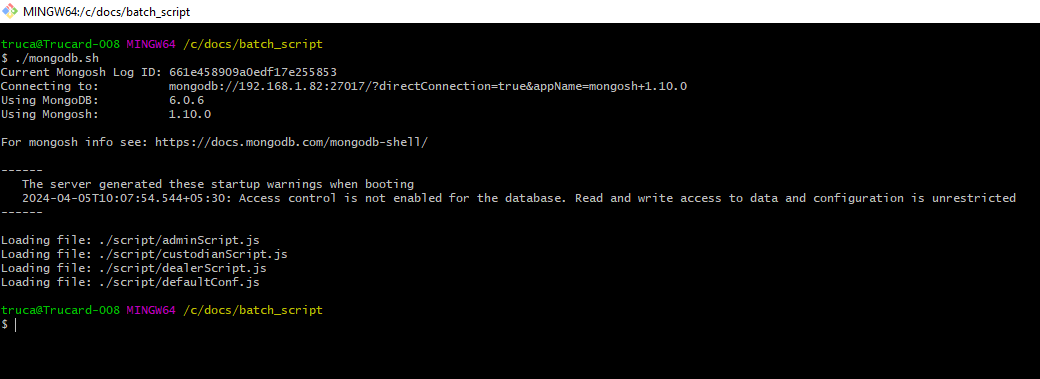 MINGW64:/c/docs/batch_script
truca@Trucard-008 MINGW64 /c/docs/batch_script
$ ./mongodb.sh
Current Mongosh Log ID: 661e458909a0edf17e255853
Connecting to: mongodb://192.168.1.82:27017/?directConnection=true&appName=mongosh+1.10.0
Using MongoDB: 6.0.6
Using Mongosh: 1.10.0
For mongosh info see: https://docs.mongodb.com/mongodb-shell/
------
The server generated these startup warnings when booting
2024-04-05T10:07:54.544+05:30: Access control is not enabled for the database. Read and write access to data and configuration is unrestricted
------
Loading file: ./script/adminScript.js
Loading file: ./script/custodianScript.js
Loading file: ./script/dealerScript.js
Loading file: ./script/defaultConf.js
truca@Trucard-008 MINGW64 /c/docs/batch_script
$